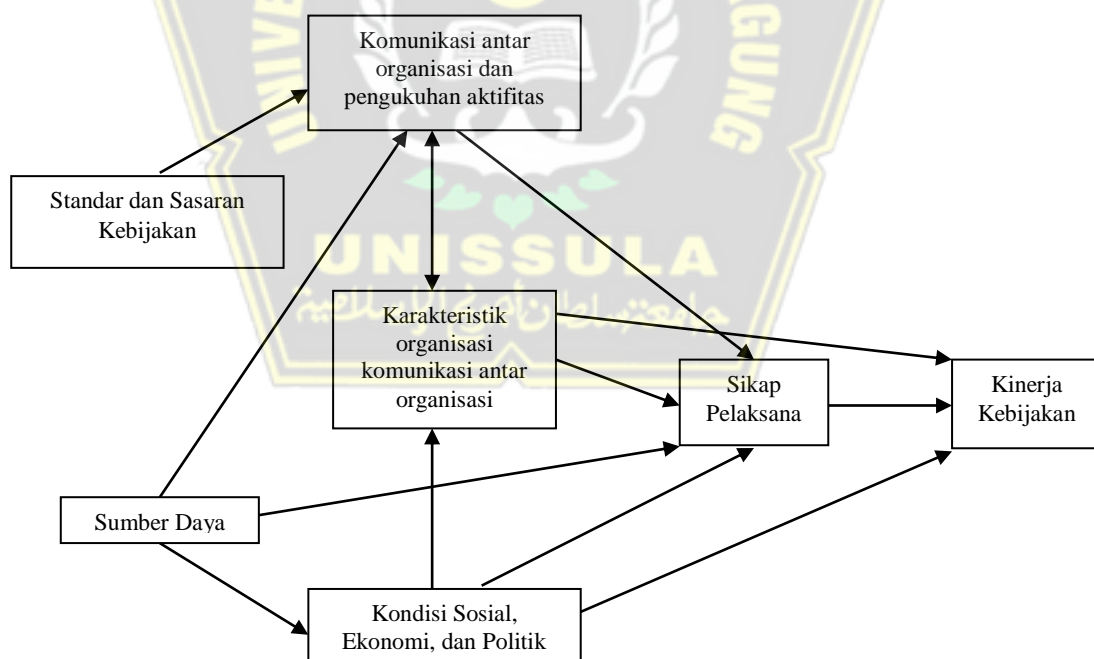 Komunikasi antar
organisasi dan
pengukuhan aktifitas
Standar dan Sasaran
Kebijakan
UNISSULA
Karakteristik
organisasi
komunikasi antar
organisasi
Sikap
Pelaksana
Kinerja
Kebijakan
Sumber Daya
Kondisi Sosial,
Ekonomi, dan Politik